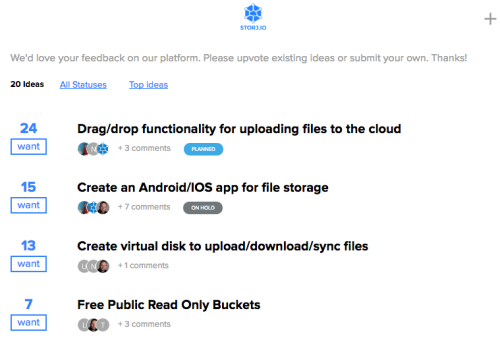 STORJ.IO
We'd love your feedback on our platform. Please upvote existing ideas or submit your own. Thanks!
20 Ideas All Statuses Top ideas
24
want
Drag/drop functionality for uploading files to the cloud
+ 3 comments PLANNED
15
want
Create an Android/IOS app for file storage
+ 7 comments ON HOLD
13
want
Create virtual disk to upload/download/sync files
U N + 1 comments
7
want
Free Public Read Only Buckets
U T + 3 comments